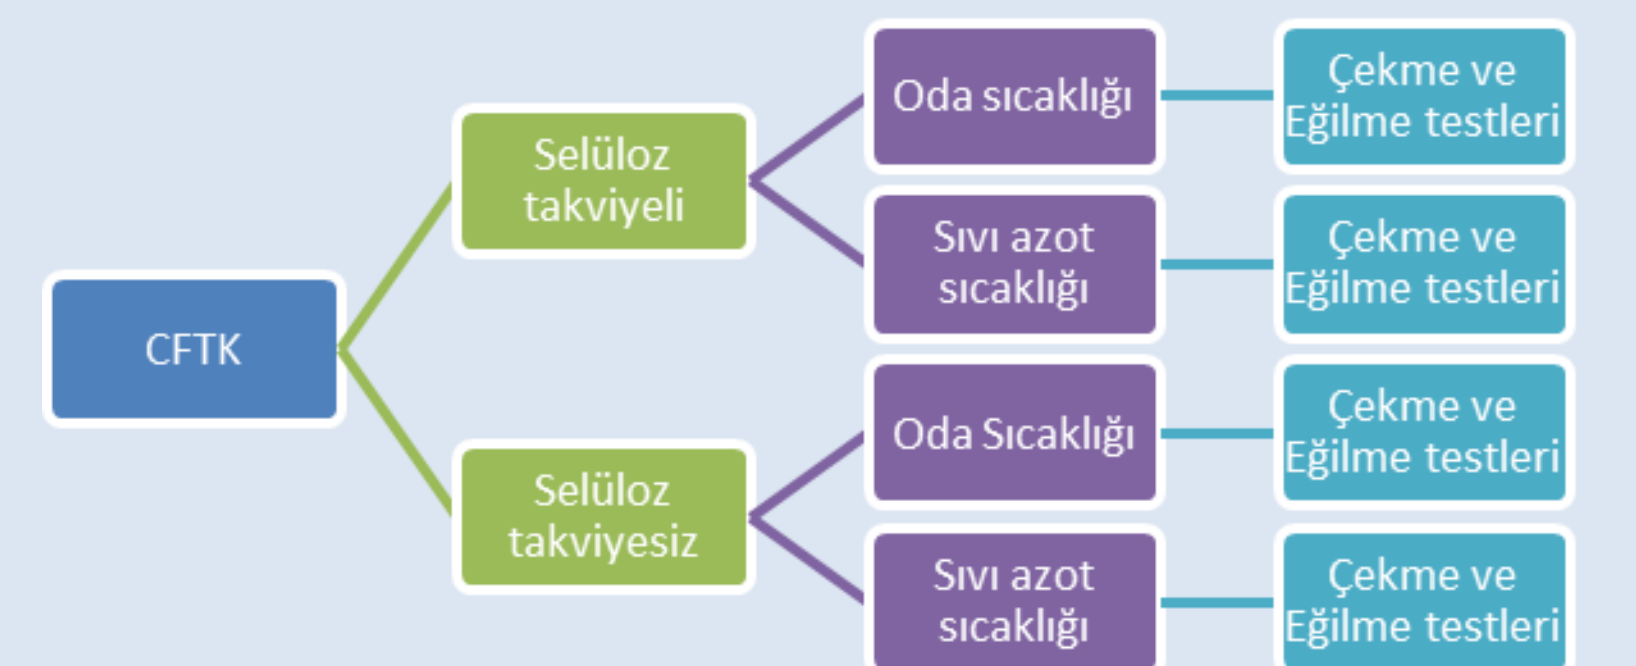 CFTK
Selüloz
takviyeli
Oda sıcaklığı
Çekme ve
Eğilme testleri
Sıvı azot
sıcaklığı
Çekme ve
Eğilme testleri
Selüloz
takviyesiz
Oda Sıcaklığı
Çekme ve
Eğilme testleri
Sıvı azot
sıcaklığı
Çekme ve
Eğilme testleri